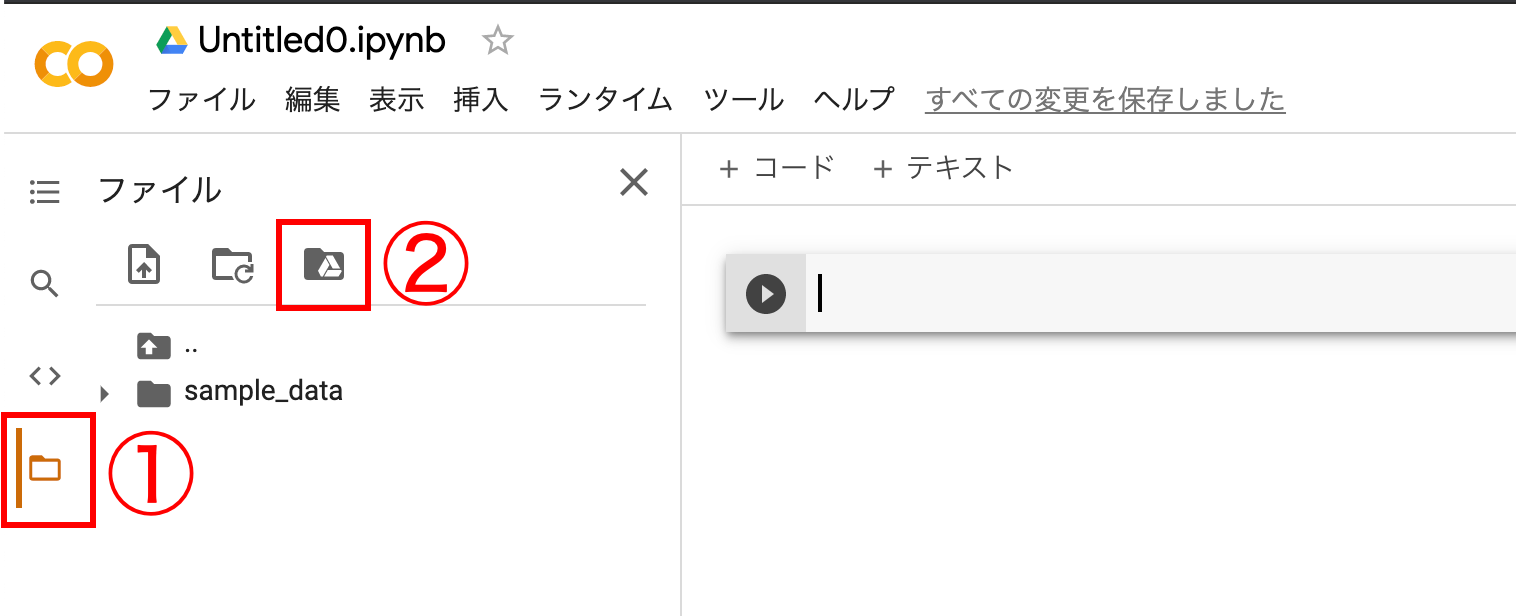 Untitled0.ipynb
ファイル 編集 表示 挿入 ランタイム ツール ヘルプ すべての変更を保存しました
ファイル
+ コード + テキスト
②
..
sample_data
①